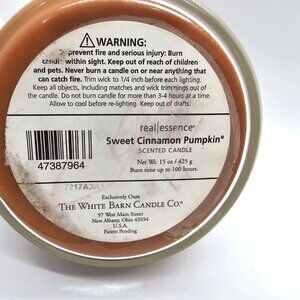 ⚠ WARNING:
To prevent fire and serious injury: Burn
candle within sight. Keep out of reach of children
and pets. Never burn a candle on or near anything
that can catch fire. Trim wick to 1/4 inch before each lighting.
Keep all objects, including matches and wick trimmings out of
the candle. Do not burn candle for more than 3-4 hours at a time.
Allow to cool before re-lighting. Keep out of drafts.
real|essence®
Sweet Cinnamon Pumpkin®
SCENTED CANDLE
Net Wt. 15 oz / 425 g
Burn time up to 100 hours.
47387964
7217A3A1
Exclusively Ours
THE WHITE BARN CANDLE CO.®
97 West Main Street
New Albany, Ohio 43054
U.S.A.
Patent Pending